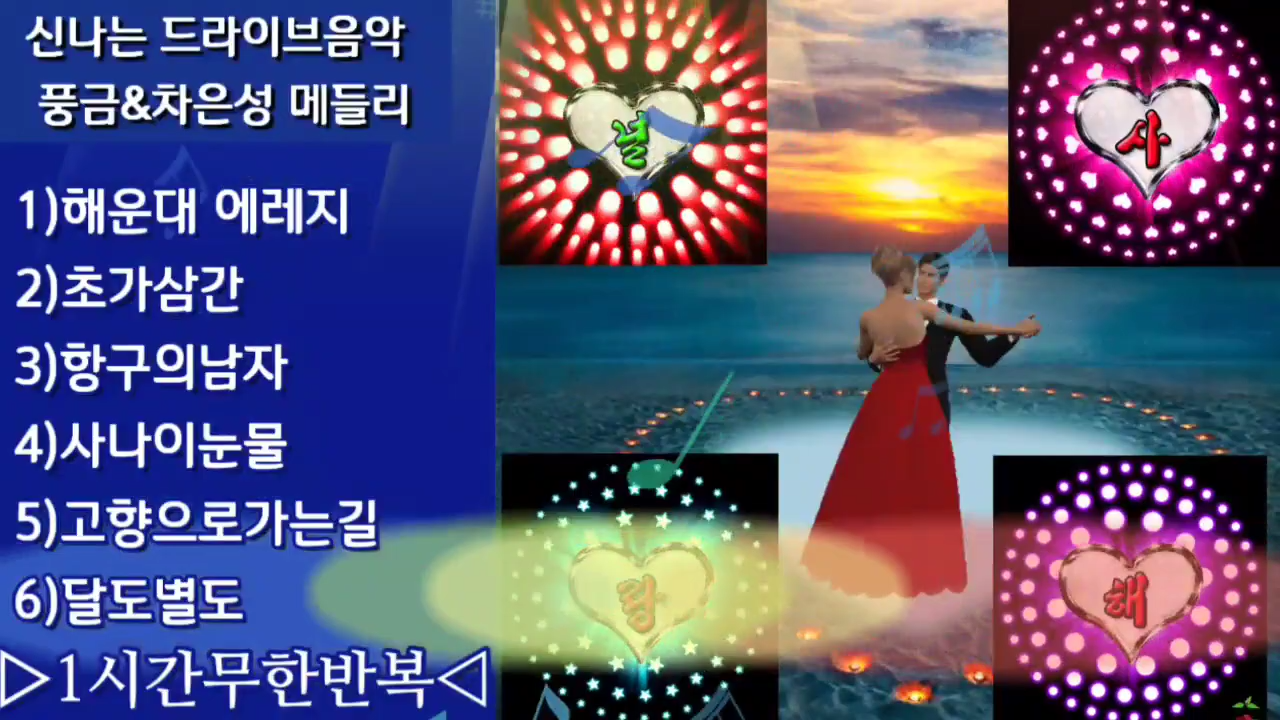 신나는 드라이브음악
풍금&차은성 메들리
1)해운대 에레지
2)초가삼간
3)항구의남자
4)사나이눈물
5)고향으로가는길
6)달도별도
▷1시간무한반복◁
널
사
랑
해